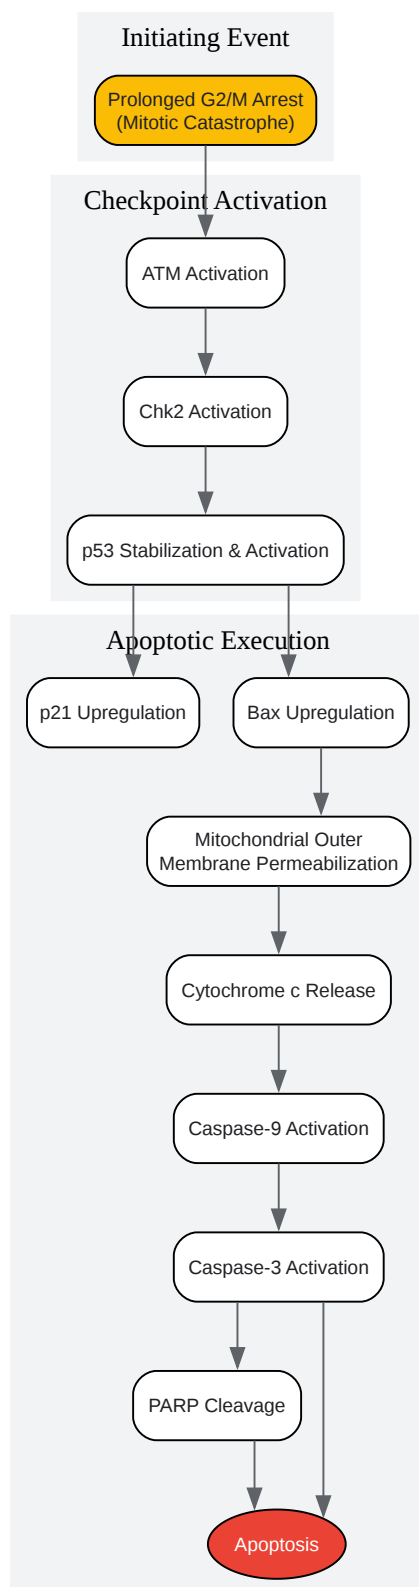 Initiating Event
Prolonged G2/M Arrest
(Mitotic Catastrophe)
Checkpoint Activation
ATM Activation
Chk2 Activation
p53 Stabilization & Activation
Apoptotic Execution
p21 Upregulation
Bax Upregulation
Mitochondrial Outer
Membrane Permeabilization
Cytochrome c Release
Caspase-9 Activation
Caspase-3 Activation
PARP Cleavage
Apoptosis